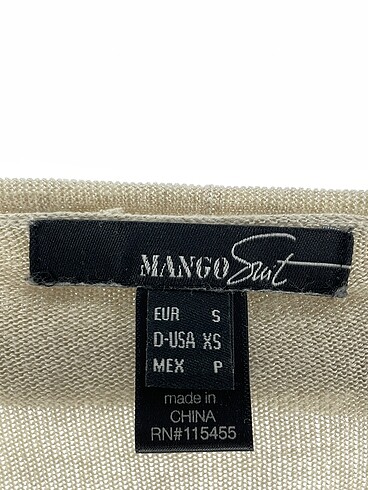 MANGO Suit
EUR S
D-USA XS
MEX P
made in
CHINA
RN#115455